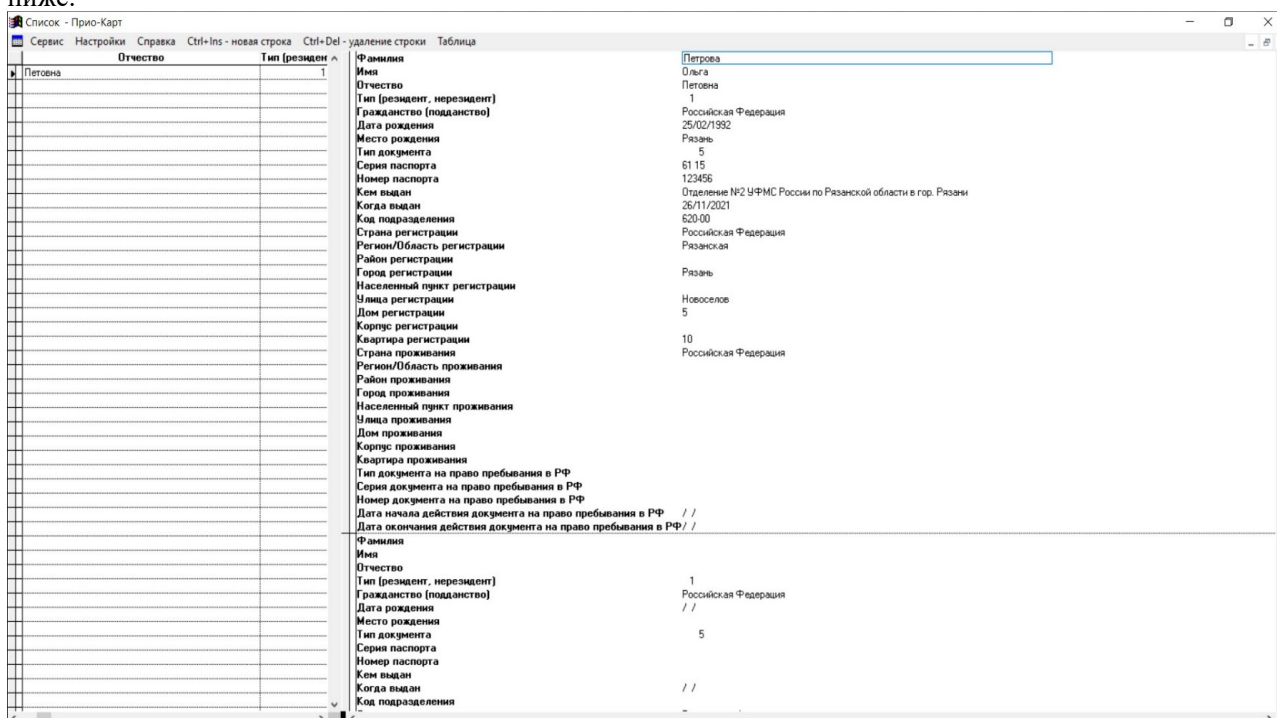 ниже.
Список - Прио-Карт
Сервис Настройки Справка Ctrl+Ins - новая строка Ctrl+Del - удаление строки Таблица
Отчество Тип (резиден
Петовна 1
Фамилия Петрова
Имя Ольга
Отчество Петовна
Тип (резидент, нерезидент) 1
Гражданство (подданство) Российская Федерация
Дата рождения 25/02/1992
Место рождения Рязань
Тип документа 5
Серия паспорта 61 15
Номер паспорта 123456
Кем выдан Отделение №2 УФМС России по Рязанской области в гор. Рязани
Когда выдан 26/11/2021
Код подразделения 620-00
Страна регистрации Российская Федерация
Регион/Область регистрации Рязанская
Район регистрации
Город регистрации Рязань
Населенный пункт регистрации
Улица регистрации Новоселов
Дом регистрации 5
Корпус регистрации
Квартира регистрации 10
Страна проживания Российская Федерация
Регион/Область проживания
Район проживания
Город проживания
Населенный пункт проживания
Улица проживания
Дом проживания
Корпус проживания
Квартира проживания
Тип документа на право пребывания в РФ
Серия документа на право пребывания в РФ
Номер документа на право пребывания в РФ
Дата начала действия документа на право пребывания в РФ / /
Дата окончания действия документа на право пребывания в РФ / /
Фамилия
Имя
Отчество
Тип (резидент, нерезидент) 1
Гражданство (подданство) Российская Федерация
Дата рождения / /
Место рождения
Тип документа 5
Серия паспорта
Номер паспорта
Кем выдан
Когда выдан / /
Код подразделения